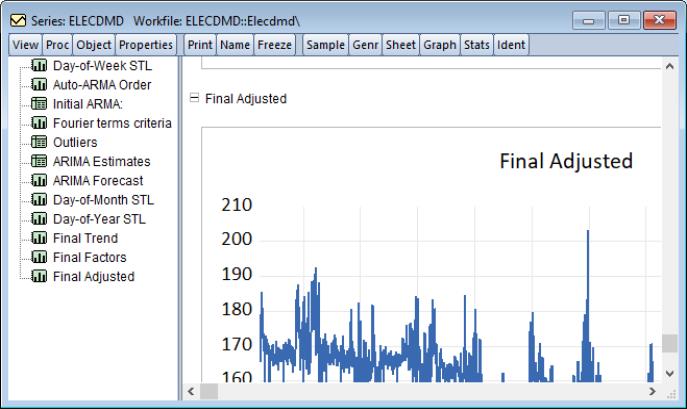 Series: ELECDMD   Workfile: ELECDMD::Elecdmd\
View Proc Object Properties Print Name Freeze Sample Genr Sheet Graph Stats Ident
Day-of-Week STL
Auto-ARMA Order
Initial ARMA:
Fourier terms criteria
Outliers
ARIMA Estimates
ARIMA Forecast
Day-of-Month STL
Day-of-Year STL
Final Trend
Final Factors
Final Adjusted
Final Adjusted
Final Adjusted
210
200
190
180
170
160